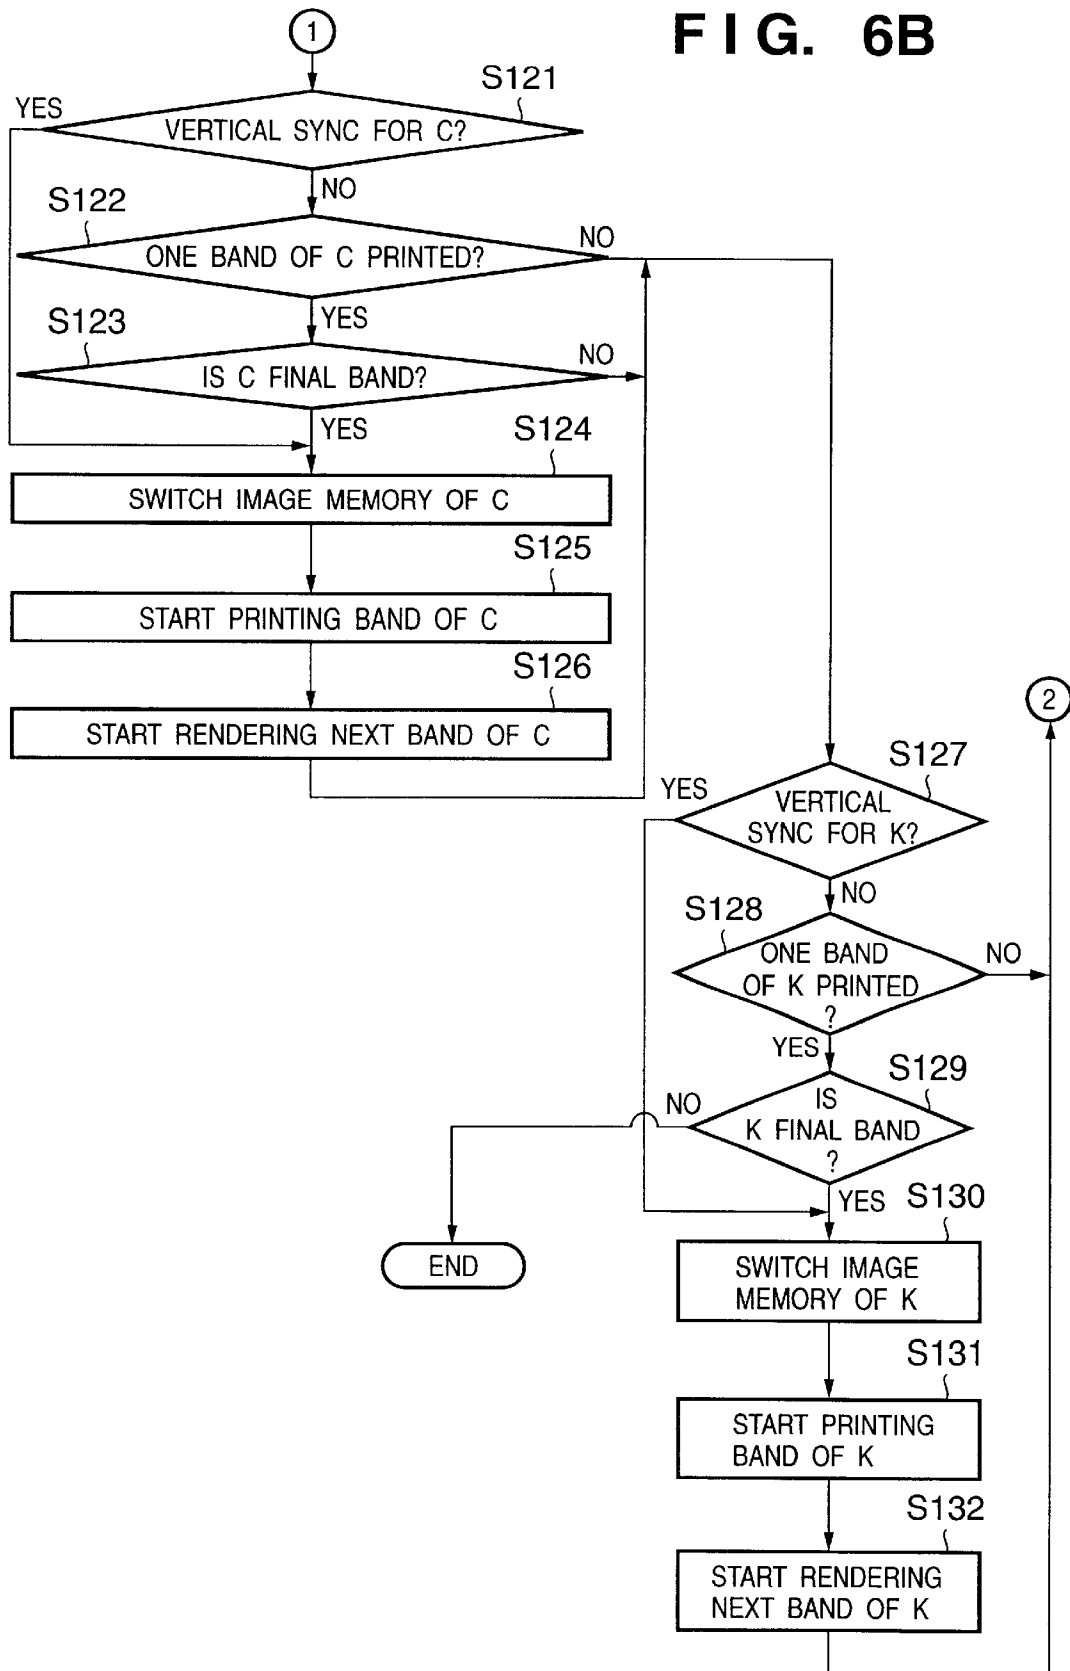 1
FIG. 6B
S121
YES
VERTICAL SYNC FOR C?
NO
S122
ONE BAND OF C PRINTED?
NO
YES
S123
IS C FINAL BAND?
NO
YES
S124
SWITCH IMAGE MEMORY OF C
S125
START PRINTING BAND OF C
S126
START RENDERING NEXT BAND OF C
2
S127
YES
VERTICAL
SYNC FOR K?
NO
S128
ONE BAND
OF K PRINTED
?
NO
YES
S129
IS
K FINAL BAND
?
NO
YES
END
S130
SWITCH IMAGE
MEMORY OF K
S131
START PRINTING
BAND OF K
S132
START RENDERING
NEXT BAND OF K